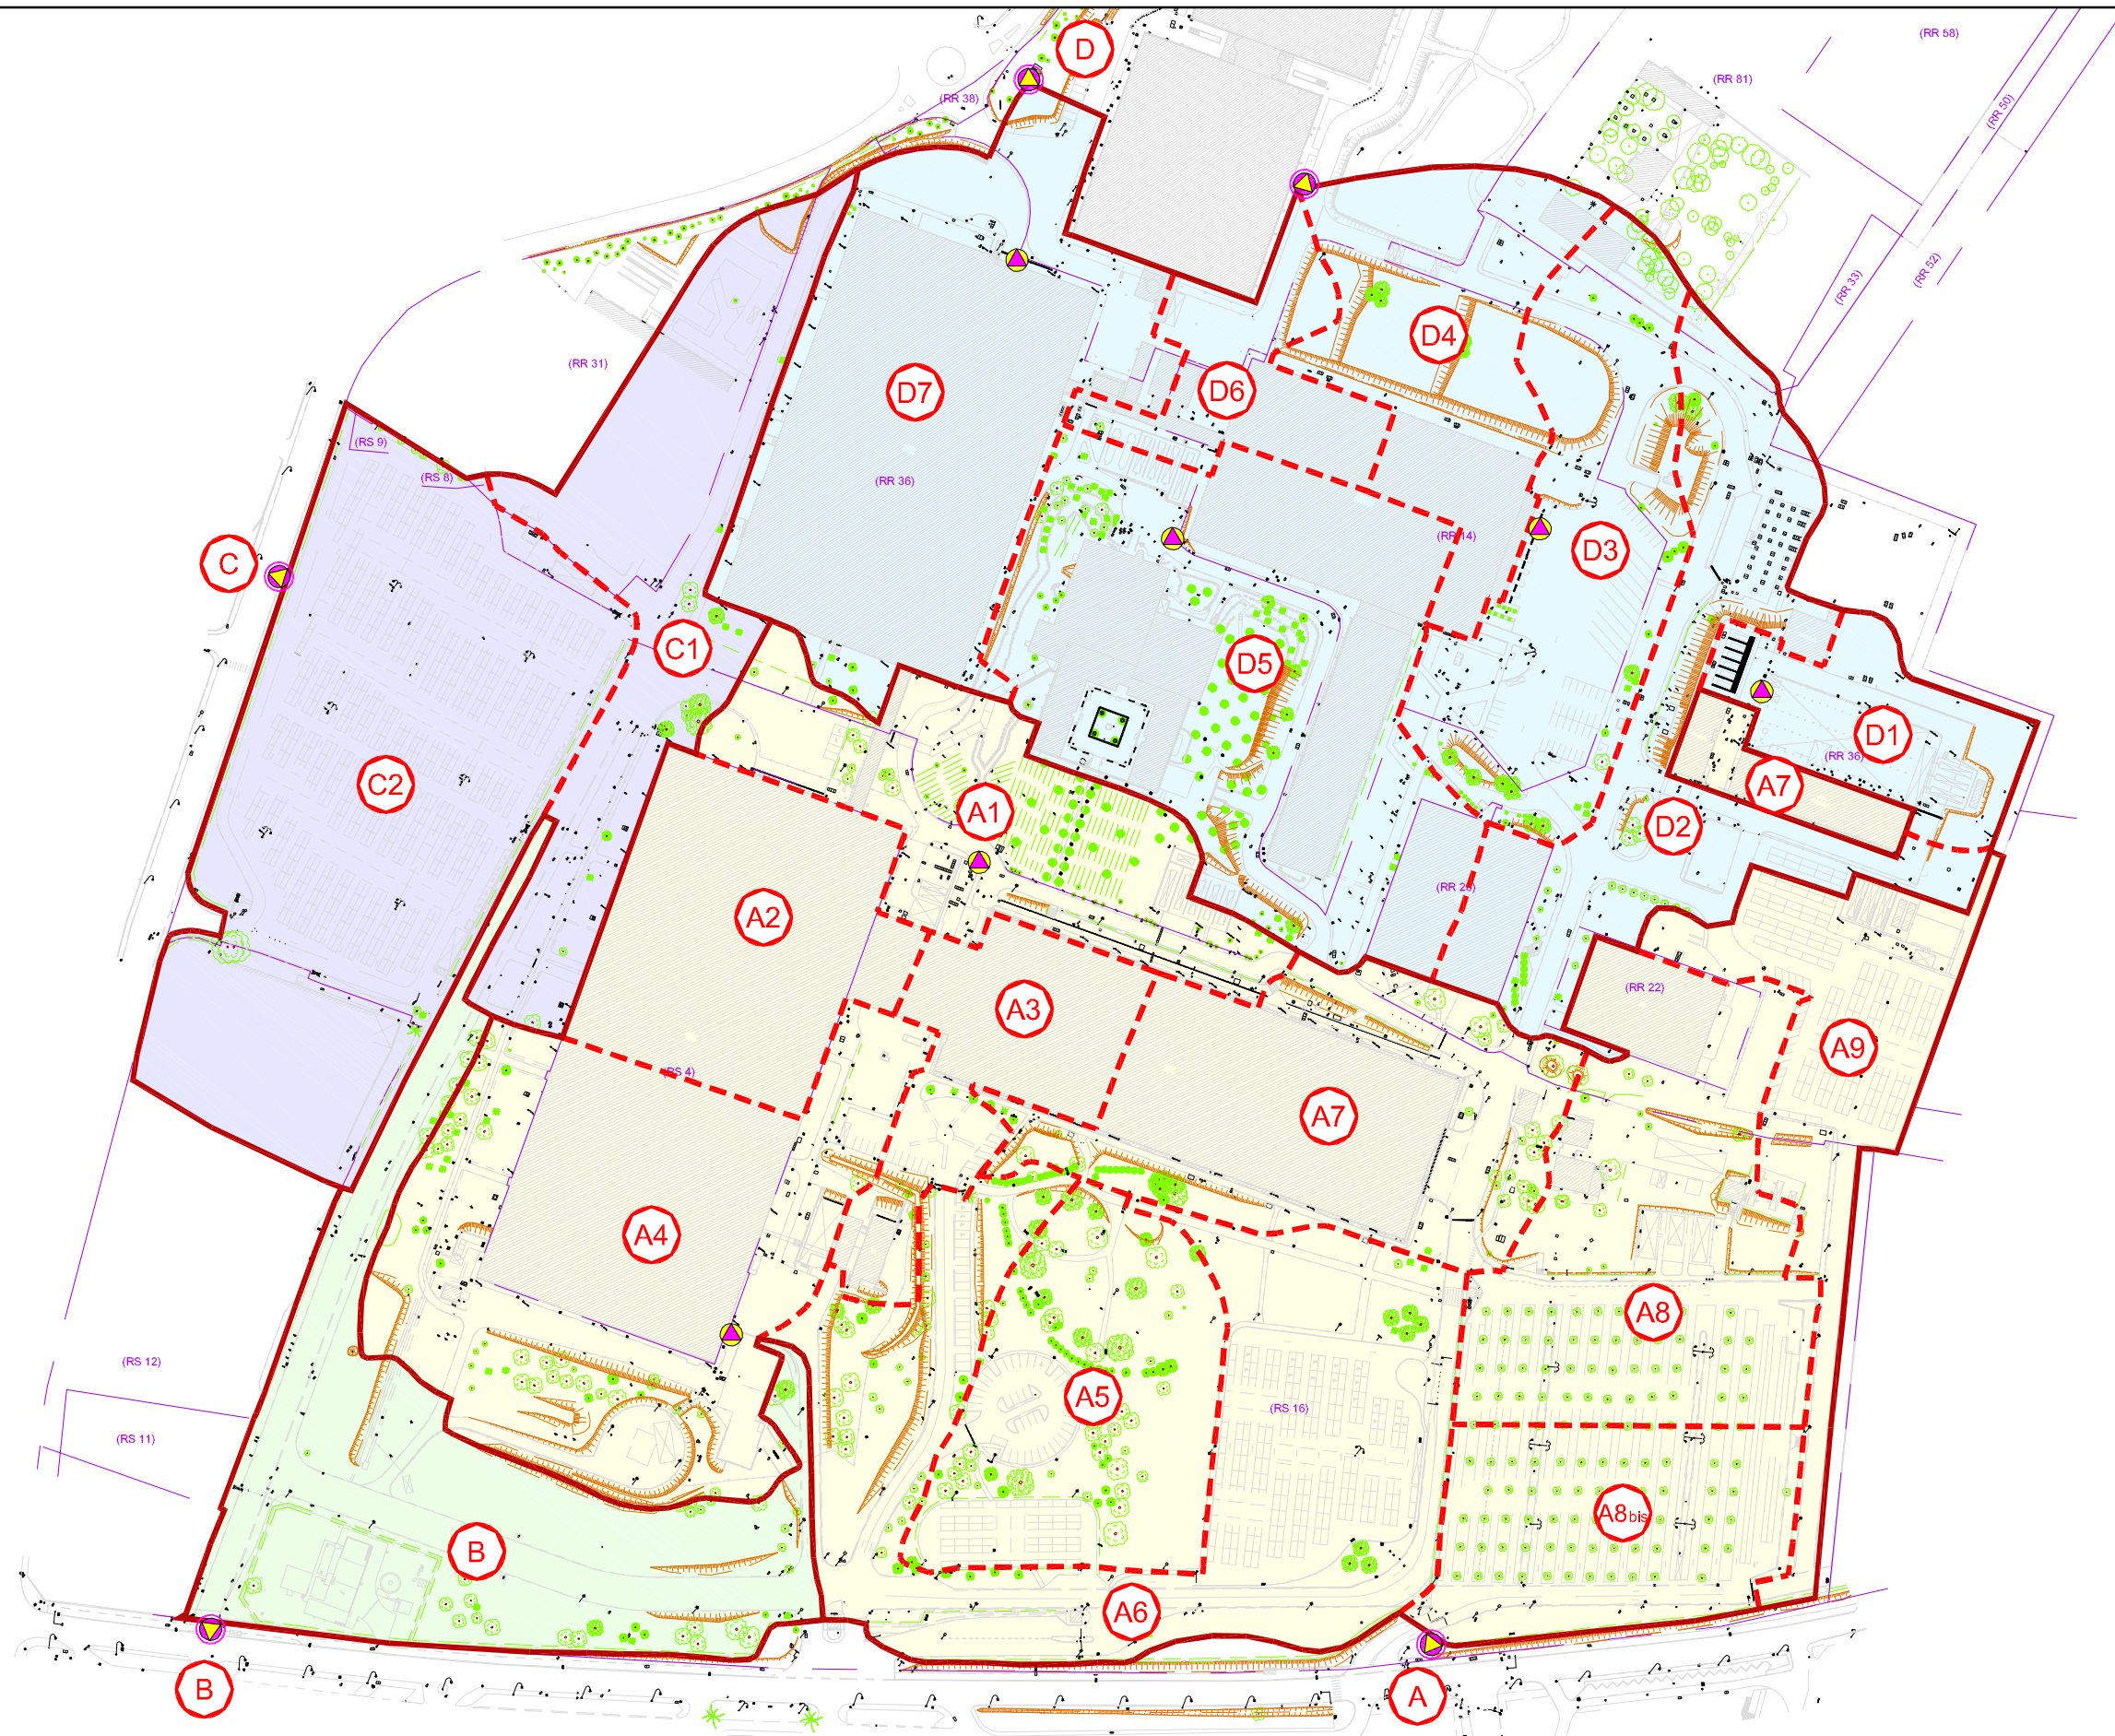 (RR 58)
D
(RR 81)
(RR 38)
(RR 50)
(RR 52)
(RR 33)
D4
(RR 31)
D6
D7
(RS 9)
(RS 8)
(RR 36)
(RR 14)
D3
C
C1
D5
D1
(RR 36)
C2
A7
A1
D2
(RR 20)
A2
(RR 22)
A3
A9
(RS 4)
A7
A4
A8
(RS 12)
A5
(RS 16)
(RS 11)
A8bis
B
A6
B
A